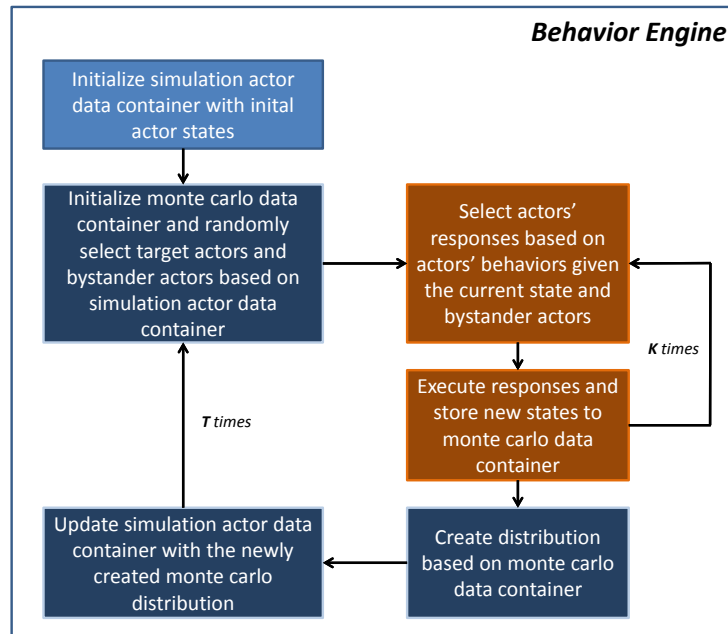 Behavior Engine
Initialize simulation actor
data container with inital
actor states
Initialize monte carlo data
container and randomly
select target actors and
bystander actors based on
simulation actor data
container
Select actors’
responses based on
actors’ behaviors given
the current state and
bystander actors
K times
Execute responses and
store new states to
monte carlo data
container
T times
Update simulation actor data
container with the newly
created monte carlo
distribution
Create distribution
based on monte carlo
data container